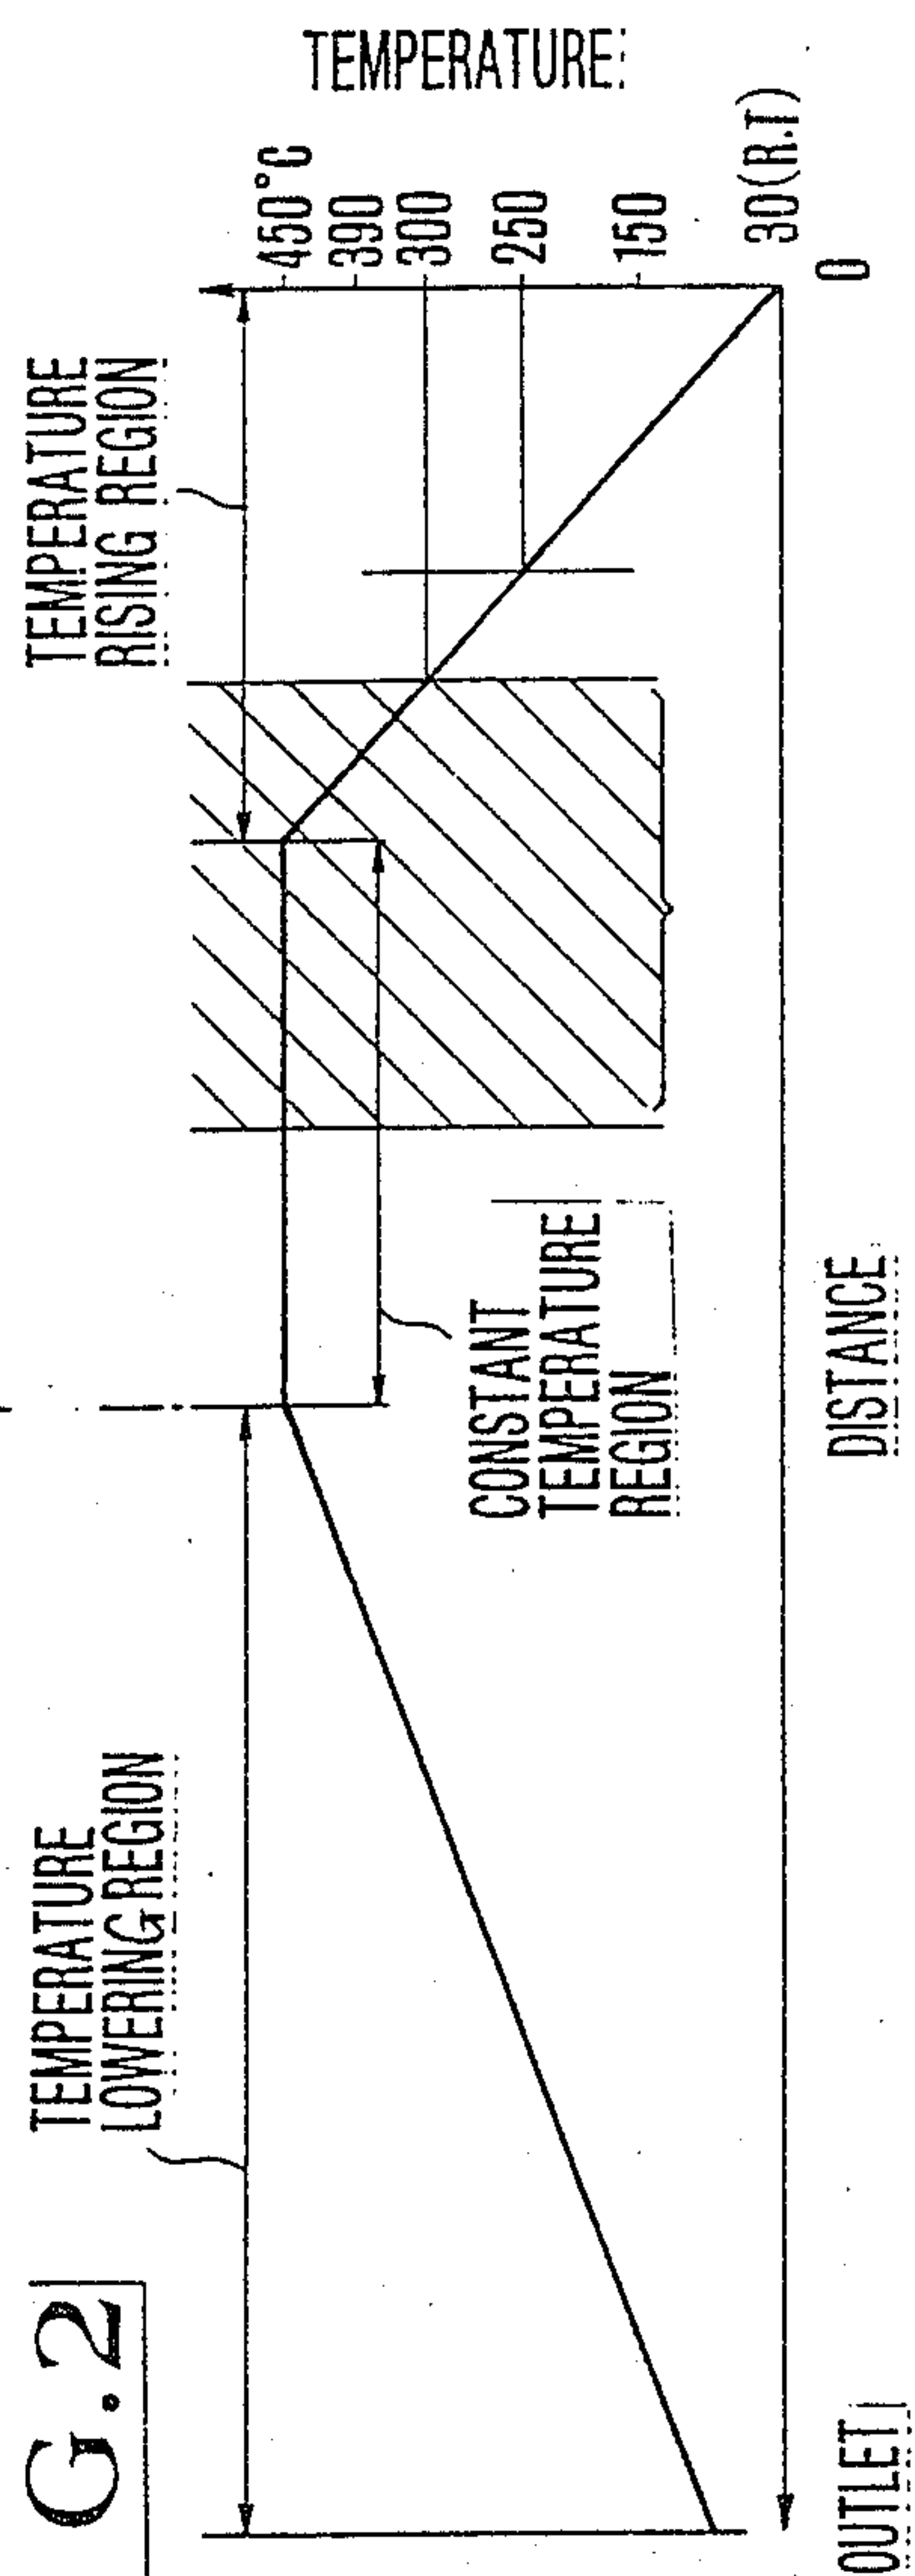 G.2
TEMPERATURE
LOWERING REGION
TEMPERATURE
RISING REGION
TEMPERATURE
450°C
390
300
250
150
30(R.T)
0
CONSTANT
TEMPERATURE
REGION
DISTANCE
OUTLET